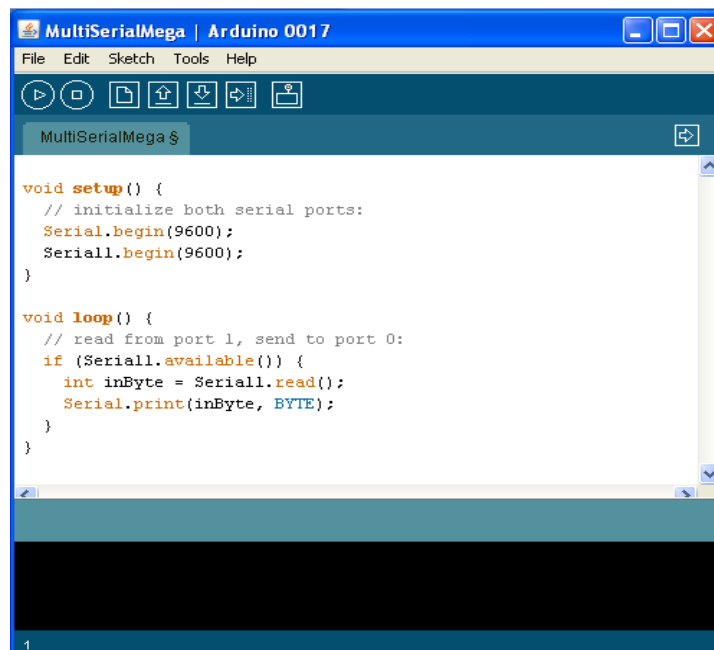 MultiSerialMega | Arduino 0017
File Edit Sketch Tools Help
MultiSerialMega §
void setup() {
  // initialize both serial ports:
  Serial.begin(9600);
  Serial1.begin(9600);
}
void loop() {
  // read from port 1, send to port 0:
  if (Serial1.available()) {
    int inByte = Serial1.read();
    Serial.print(inByte, BYTE);
  }
}
1